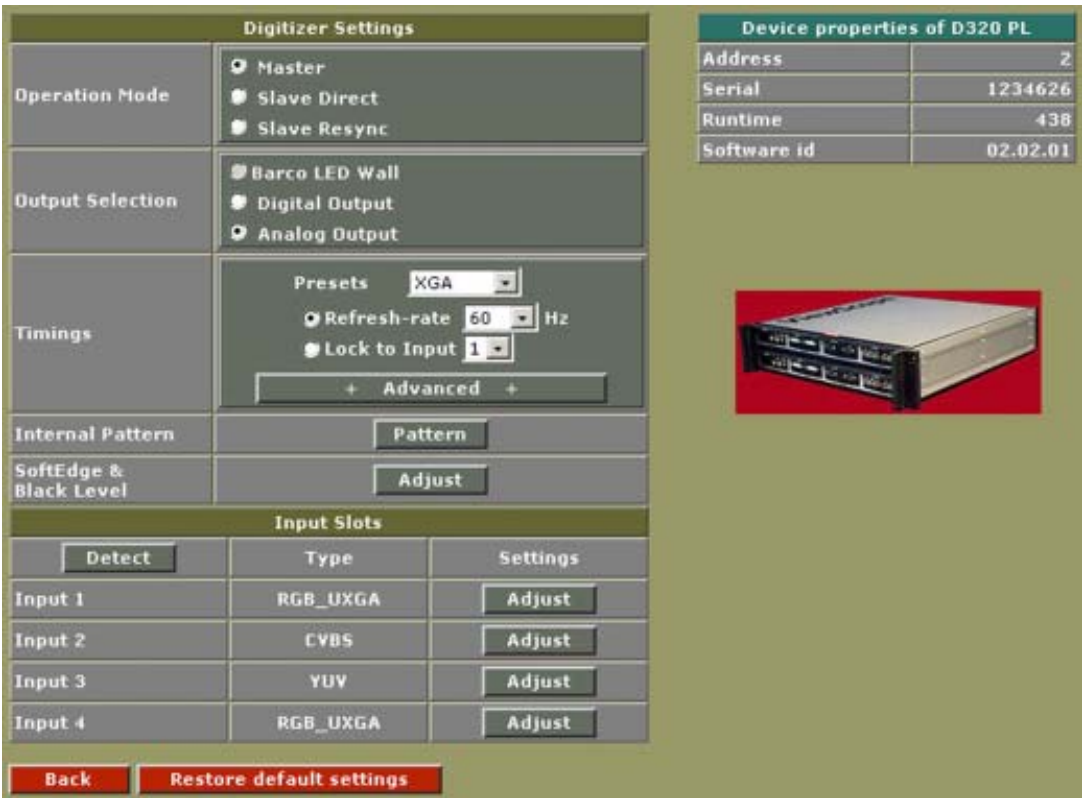 Digitizer Settings
Operation Mode
Master
Slave Direct
Slave Resync
Output Selection
Barco LED Wall
Digital Output
Analog Output
Timings
Presets XGA
Refresh-rate 60 Hz
Lock to Input 1
+ Advanced +
Internal Pattern Pattern
SoftEdge &
Black Level
Adjust
Input Slots
Detect Type Settings
Input 1 RGB_UXGA Adjust
Input 2 CVBS Adjust
Input 3 YUV Adjust
Input 4 RGB_UXGA Adjust
Back Restore default settings
Device properties of D320 PL
Address 2
Serial 1234626
Runtime 438
Software id 02.02.01